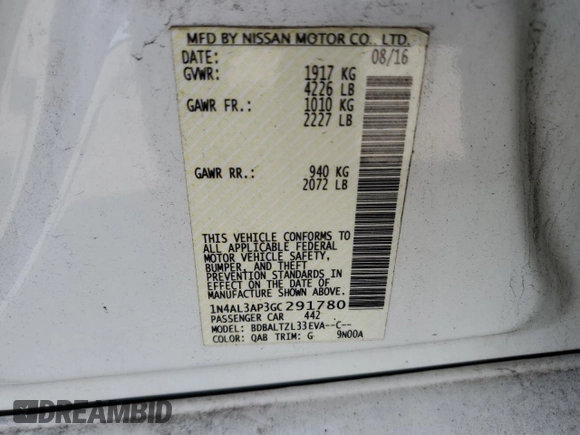 MFD BY NISSAN MOTOR CO., LTD.
DATE: 08/16
GVWR: 1917 KG
4226 LB
GAWR FR.: 1010 KG
2227 LB
GAWR RR.: 940 KG
2072 LB
THIS VEHICLE CONFORMS TO
ALL APPLICABLE FEDERAL
MOTOR VEHICLE SAFETY,
BUMPER, AND THEFT
PREVENTION STANDARDS IN
EFFECT ON THE DATE OF
MANUFACTURE SHOWN ABOVE.
1N4AL3AP3GC291780
PASSENGER CAR 442
MODEL: BDBALTZL33EVA--C--
COLOR: QAB TRIM: G 9N00A
DREAMBID